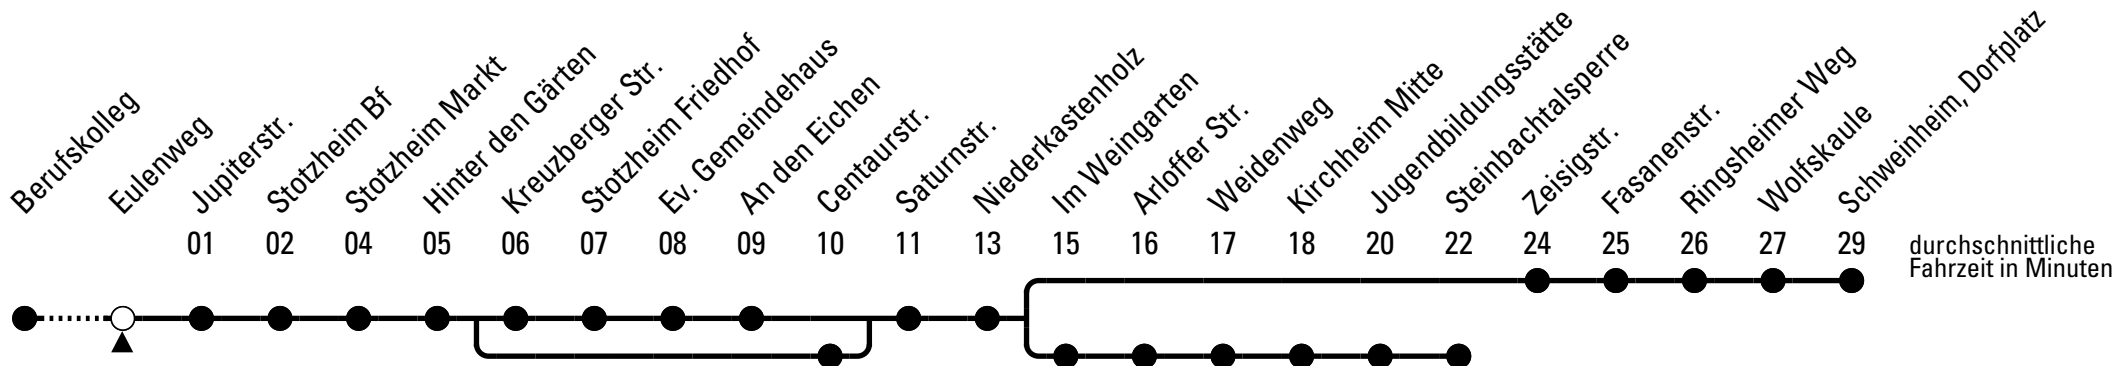 Berufskolleg
Eulenweg
Jupiterstr.
Stotzheim Bf
Stotzheim Markt
Hinter den Gärten
Kreuzberger Str.
Stotzheim Friedhof
Ev. Gemeindehaus
An den Eichen
Centaurstr.
Saturnstr.
Niederkastenholz
Im Weingarten
Arloffer Str.
Weidenweg
Kirchheim Mitte
Jugendbildungsstätte
Steinbachtalsperre
Zeisigstr.
Fasanenstr.
Ringsheimer Weg
Wolfskaule
Schweinheim, Dorfplatz
01 02 04 05 06 07 08 09 10 11 13 15 16 17 18 20 22 24 25 26 27 29
durchschnittliche
Fahrzeit in Minuten